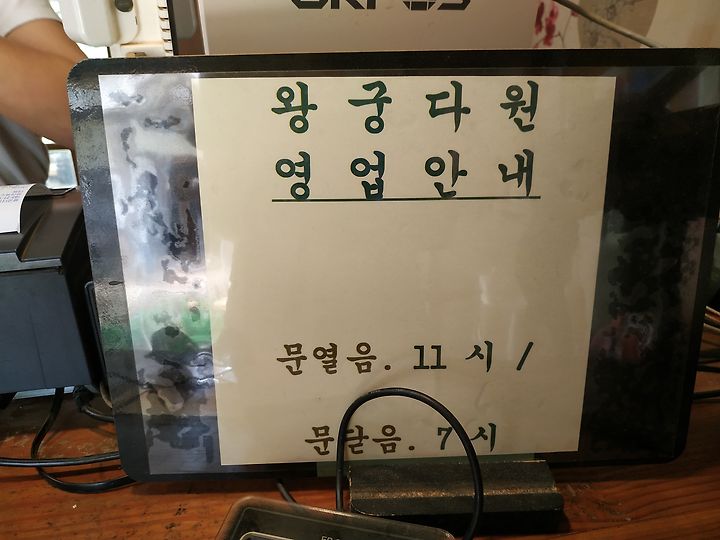 왕궁다원
영업안내
문열음. 11 시 /
문닫음. 7 시